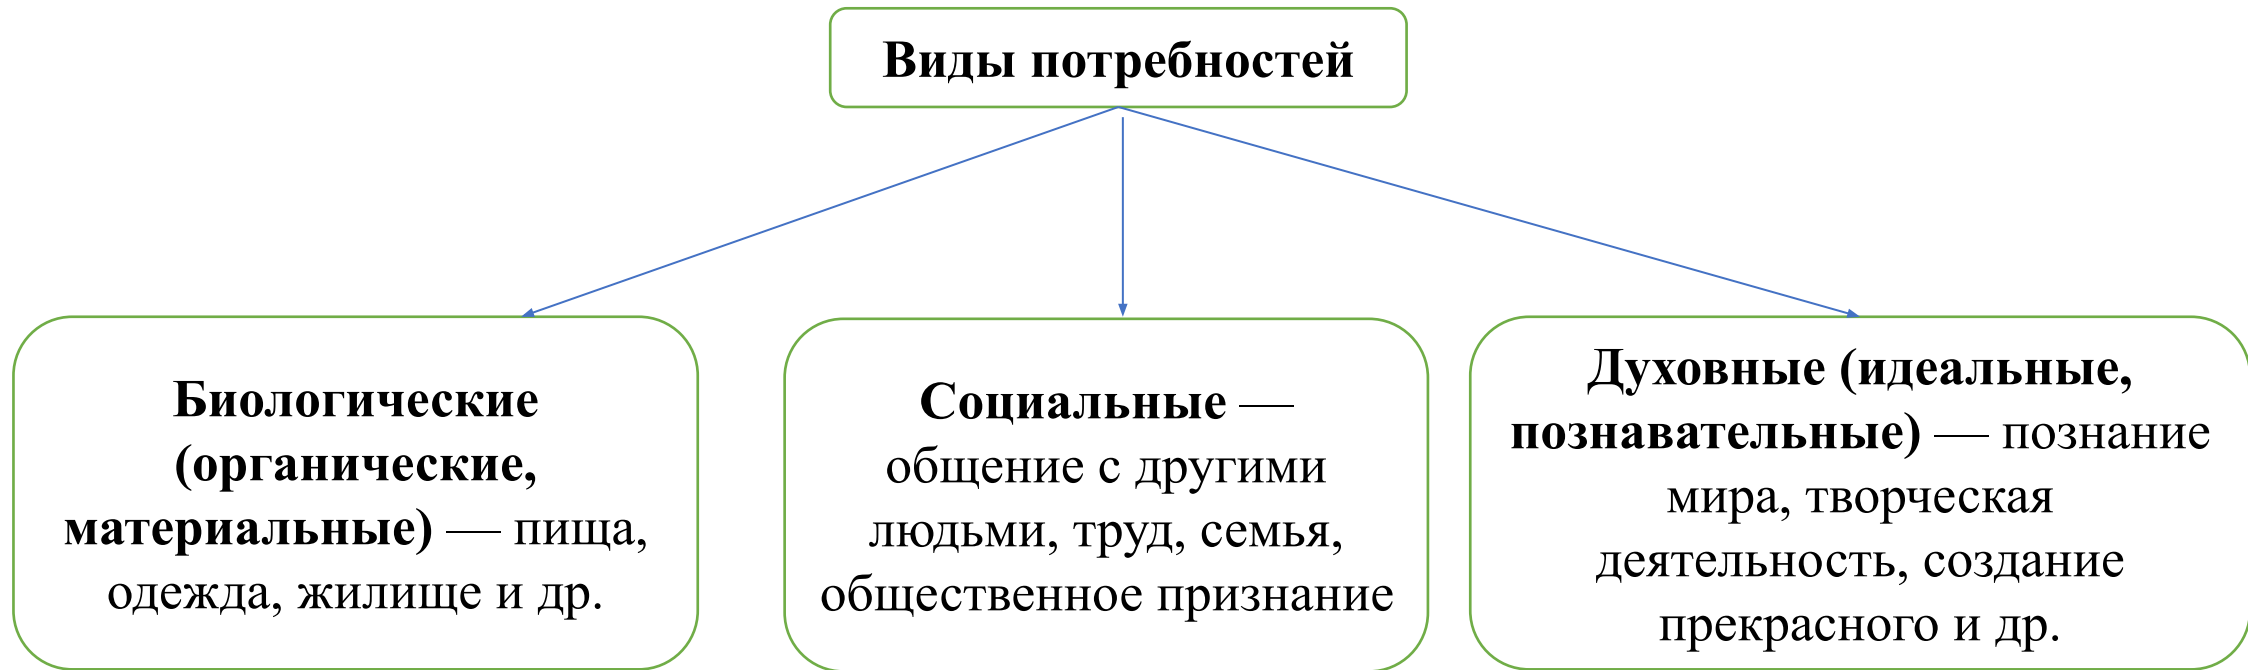 Виды потребностей
Биологические
(органические,
материальные) — пища,
одежда, жилище и др.
Социальные —
общение с другими
людьми, труд, семья,
общественное признание
Духовные (идеальные,
познавательные) — познание
мира, творческая
деятельность, создание
прекрасного и др.